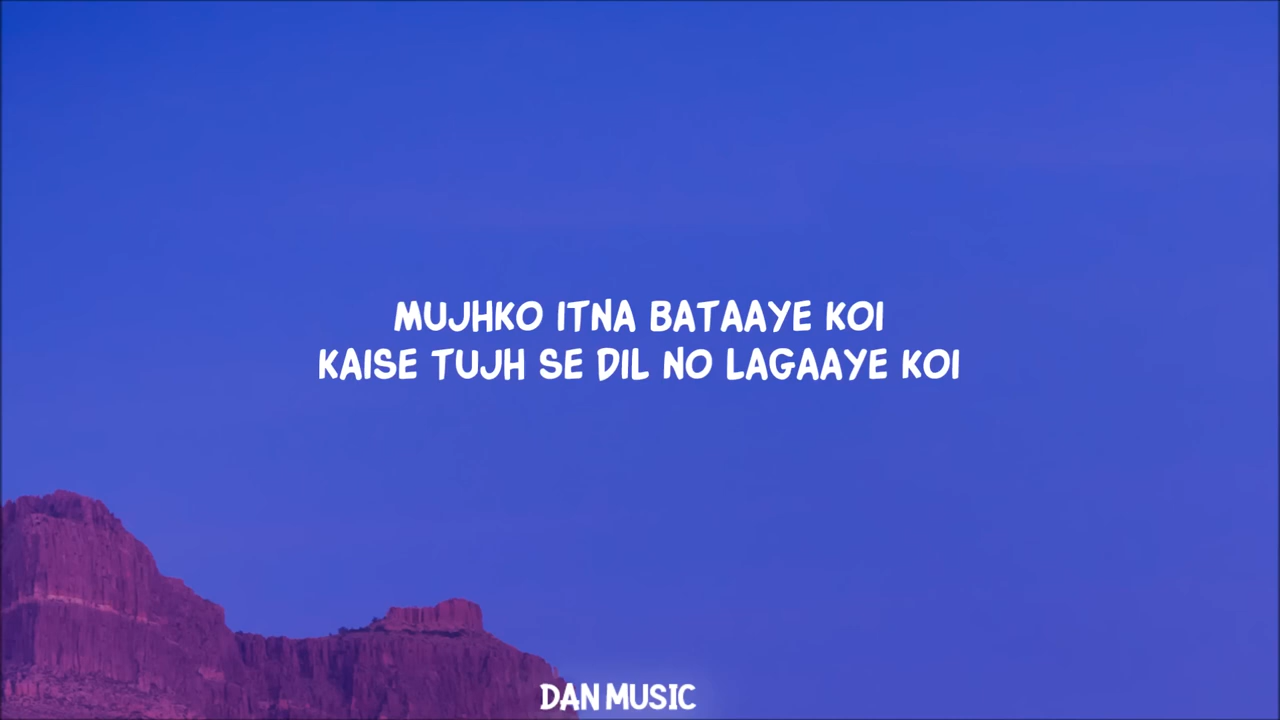 MUJHKO ITNA BATAAYE KOI
KAISE TUJH SE DIL NO LAGAAYE KOI
DAN MUSIC